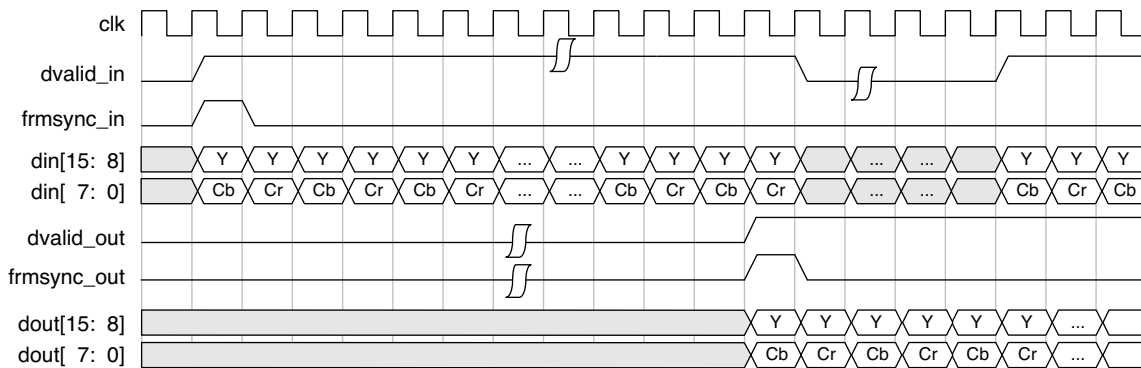 clk
dvalid_in
frmsync_in
din[15: 8] Y Y Y Y Y Y ... ... Y Y Y Y ... ... Y Y Y
din[ 7: 0] Cb Cr Cb Cr Cb Cr ... ... Cb Cr Cb Cr ... ... Cb Cr Cb
dvalid_out
frmsync_out
dout[15: 8] Y Y Y Y Y Y ...
dout[ 7: 0] Cb Cr Cb Cr Cb Cr ...